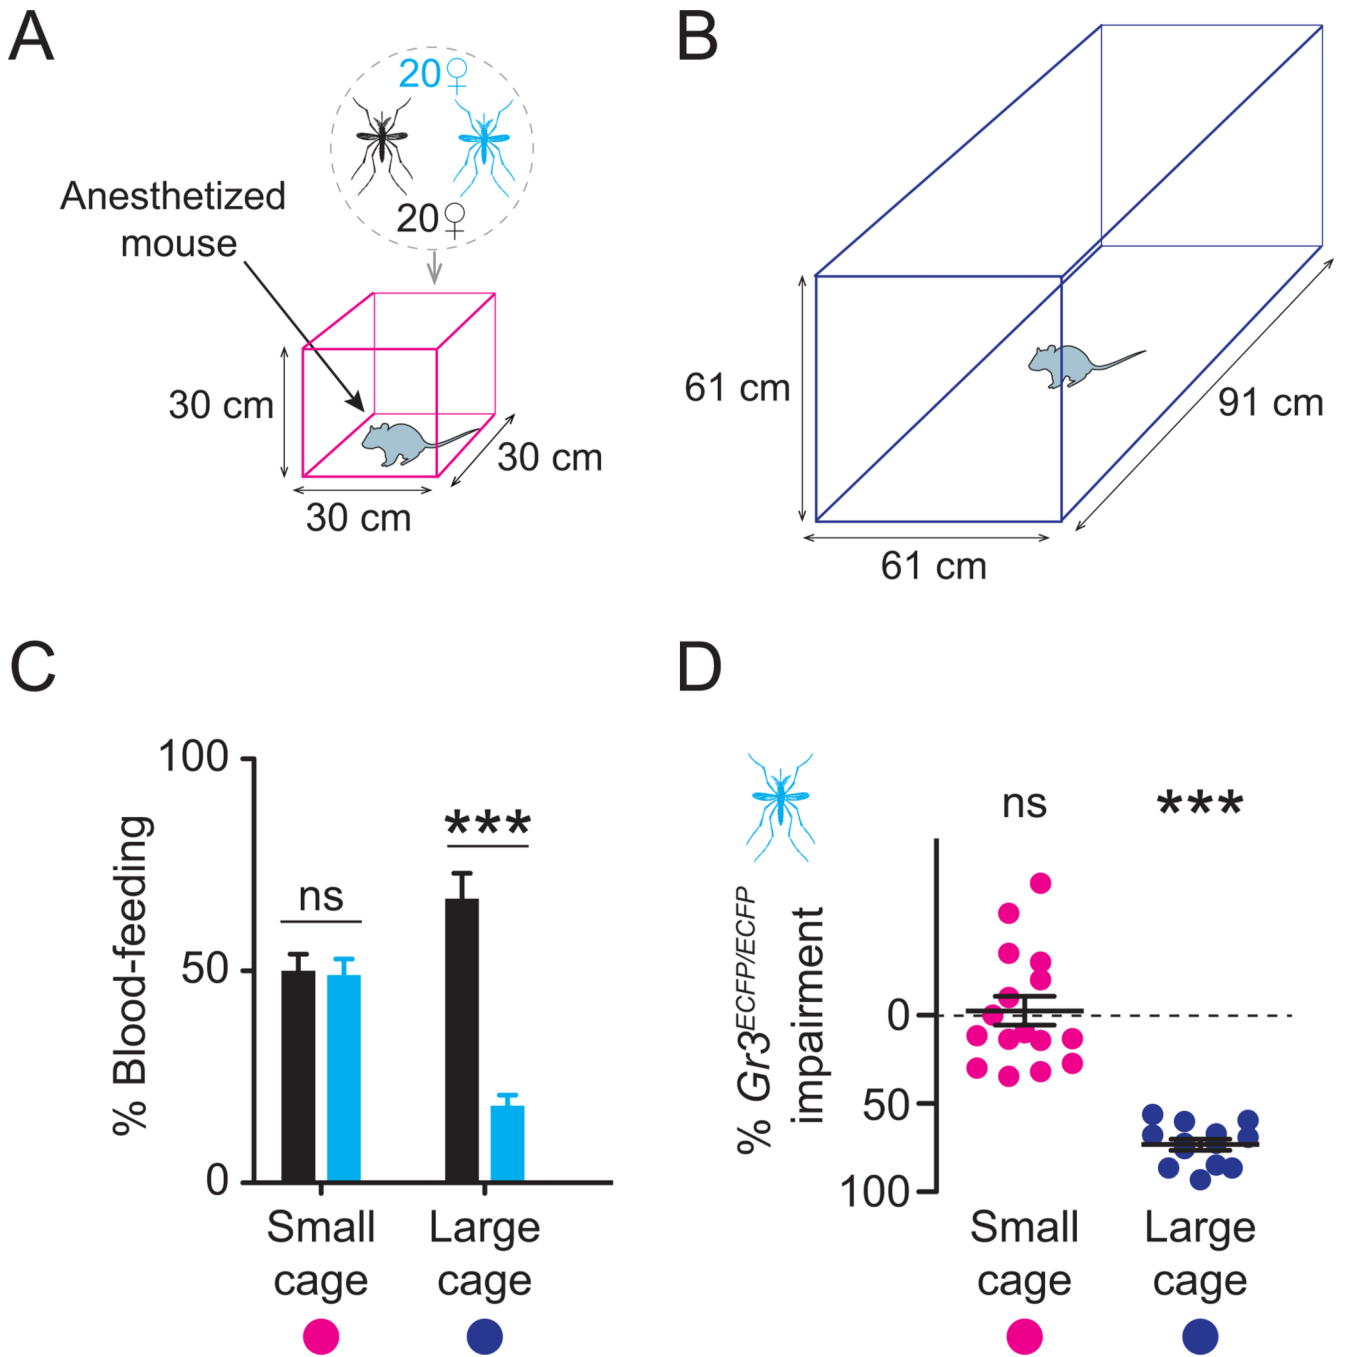 A
20♀
Anesthetized
mouse
20♀
30 cm
30 cm
30 cm
B
61 cm
91 cm
61 cm
C
% Blood-feeding
100
50
0
ns
***
Small
cage
Large
cage
D
% Gr3ECFP/ECFP
impairment
ns
***
0
50
100
Small
cage
Large
cage